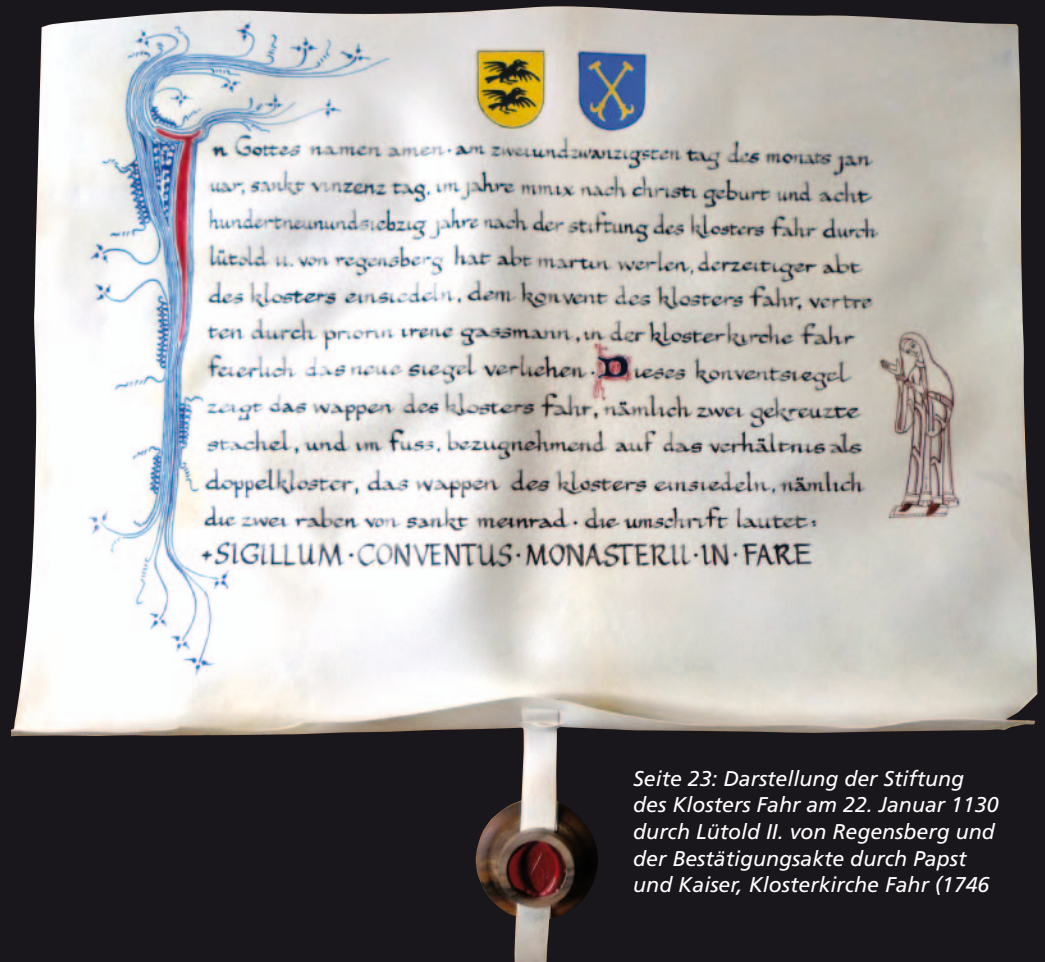 In Gottes namen amen · am zweiundzwanzigsten tag des monats jan
uar, sankt vinzenz tag, im jahre mmix nach christi geburt und acht
hundertneunundsiebzig jahre nach der stiftung des klosters fahr durch
lütold ii. von regensberg hat abt martin werlen, derzeitiger abt
des klosters einsiedeln, dem konvent des klosters fahr, vertre
ten durch priorin irene gassmann, in der klosterkirche fahr
feierlich das neue siegel verliehen · Dieses konventsiegel
zeigt das wappen des klosters fahr, nämlich zwei gekreuzte
stachel, und im fuss, bezugnehmend auf das verhältnis als
doppelkloster, das wappen des klosters einsiedeln, nämlich
die zwei raben von sankt meinrad · die umschrift lautet:
+SIGILLUM · CONVENTUS · MONASTERII · IN · FARE
Seite 23: Darstellung der Stiftung
des Klosters Fahr am 22. Januar 1130
durch Lütold II. von Regensberg und
der Bestätigungsakte durch Papst
und Kaiser, Klosterkirche Fahr (1746